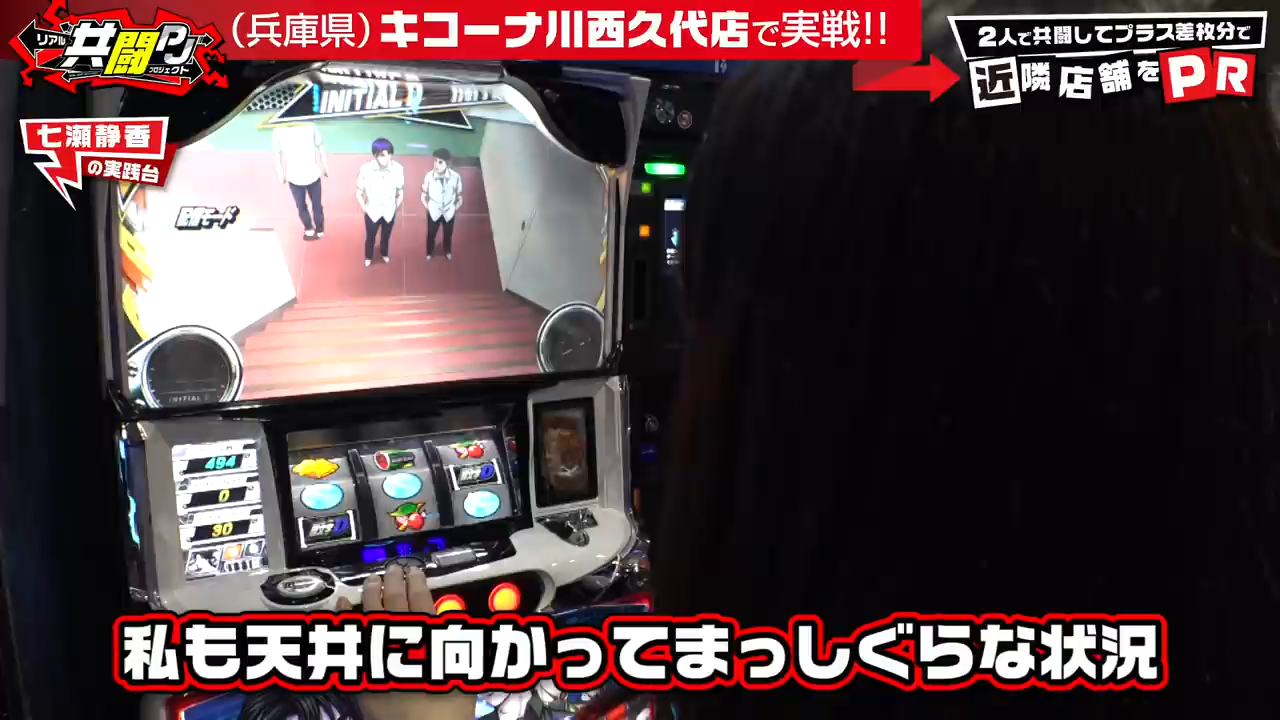 リアル共闘PJ
プロジェクト
(兵庫県)キコーナ川西久代店で実戦!!
2人で共闘してプラス差枚分で
近隣店舗をPR
七瀬静香
の実践台
INITIAL D
494
0
30
私も天井に向かってまっしぐらな状況